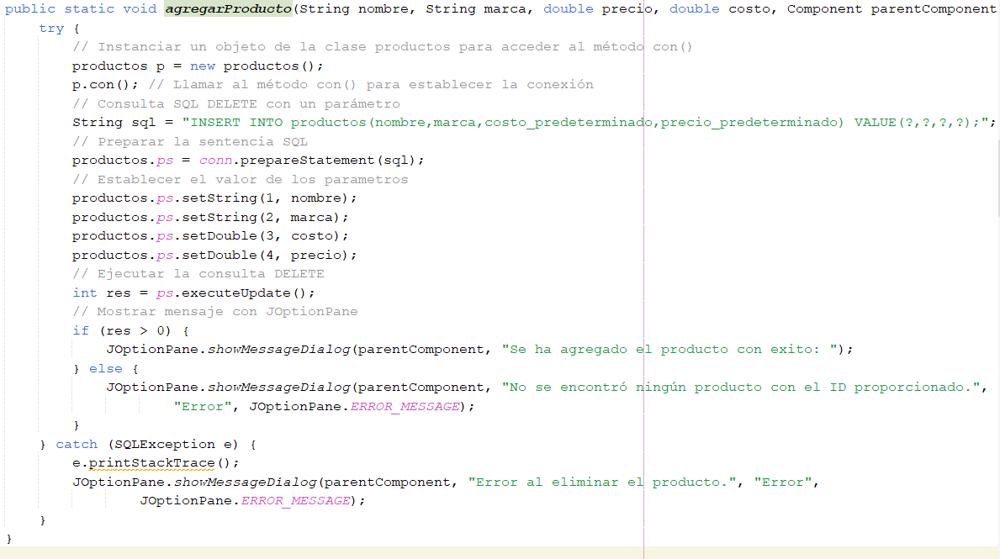 public static void agregarProducto(String nombre, String marca, double precio, double costo, Component parentComponent
try {
// Instanciar un objeto de la clase productos para acceder al método con()
productos p = new productos();
p.con(); // Llamar al método con() para establecer la conexión
// Consulta SQL DELETE con un parámetro
String sql = "INSERT INTO productos(nombre,marca,costo_predeterminado,precio_predeterminado) VALUE(?,?,?,?);";
// Preparar la sentencia SQL
productos.ps = conn.prepareStatement(sql);
// Establecer el valor de los parametros
productos.ps.setString(1, nombre);
productos.ps.setString(2, marca);
productos.ps.setDouble(3, costo);
productos.ps.setDouble(4, precio);
// Ejecutar la consulta DELETE
int res = ps.executeUpdate();
// Mostrar mensaje con JOptionPane
if (res > 0) {
JOptionPane.showMessageDialog(parentComponent, "Se ha agregado el producto con exito: ");
} else {
JOptionPane.showMessageDialog(parentComponent, "No se encontró ningún producto con el ID proporcionado.",
"Error", JOptionPane.ERROR_MESSAGE);
}
} catch (SQLException e) {
e.printStackTrace();
JOptionPane.showMessageDialog(parentComponent, "Error al eliminar el producto.", "Error",
JOptionPane.ERROR_MESSAGE);
}
}